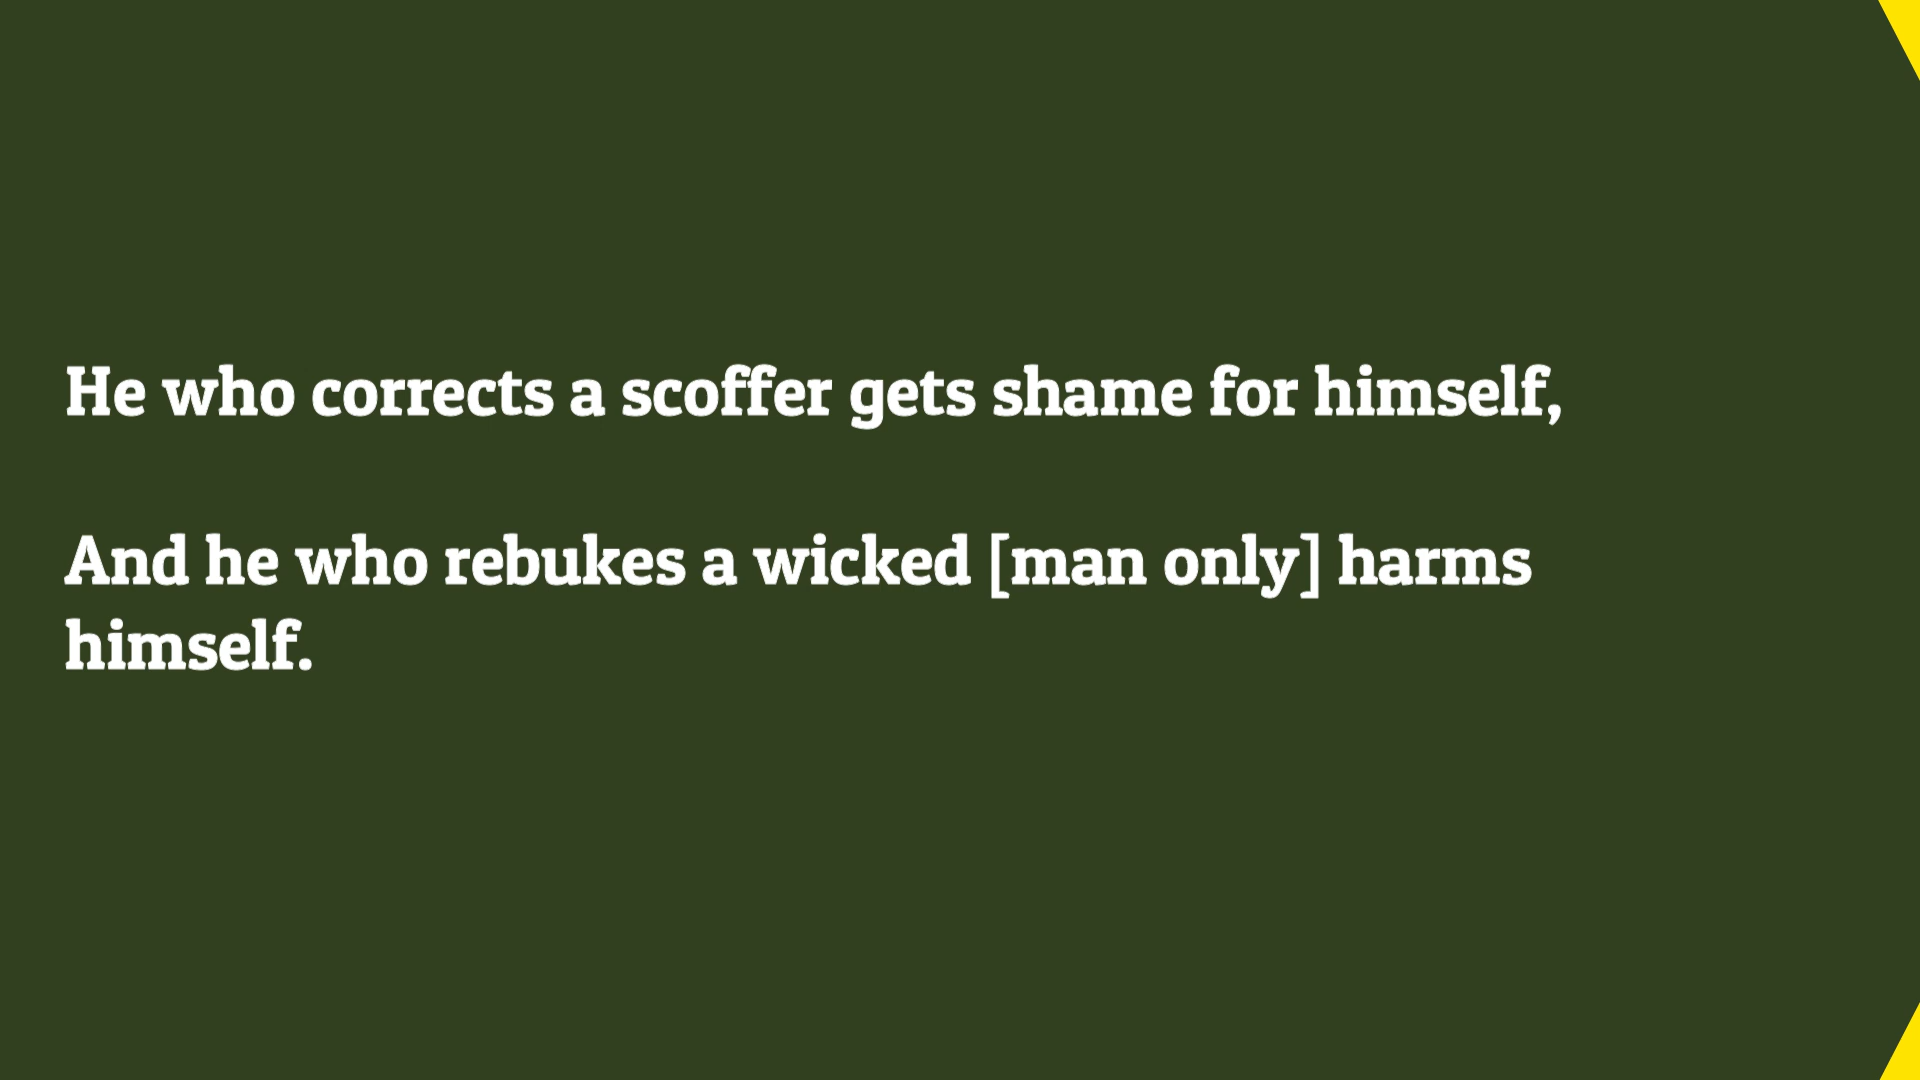 He who corrects a scoffer gets shame for himself,
And he who rebukes a wicked [man only] harms
himself.